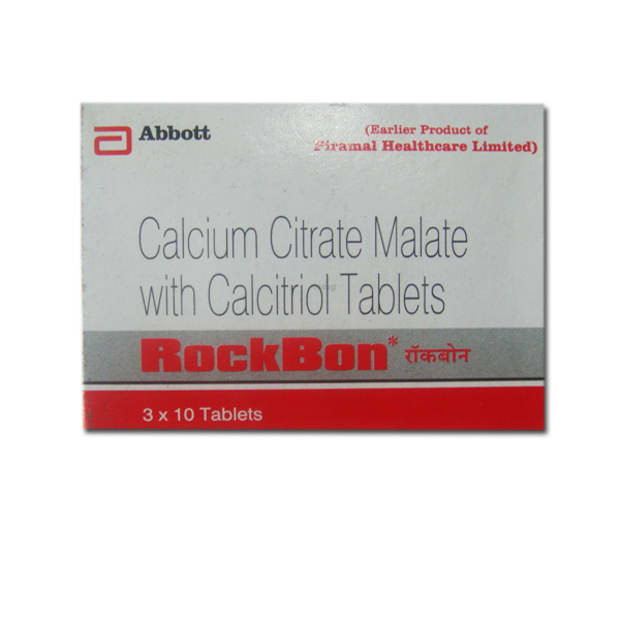 Abbott
(Earlier Product of
Piramal Healthcare Limited)
Calcium Citrate Malate
with Calcitriol Tablets
RockBon* रॉकबोन
3 x 10 Tablets